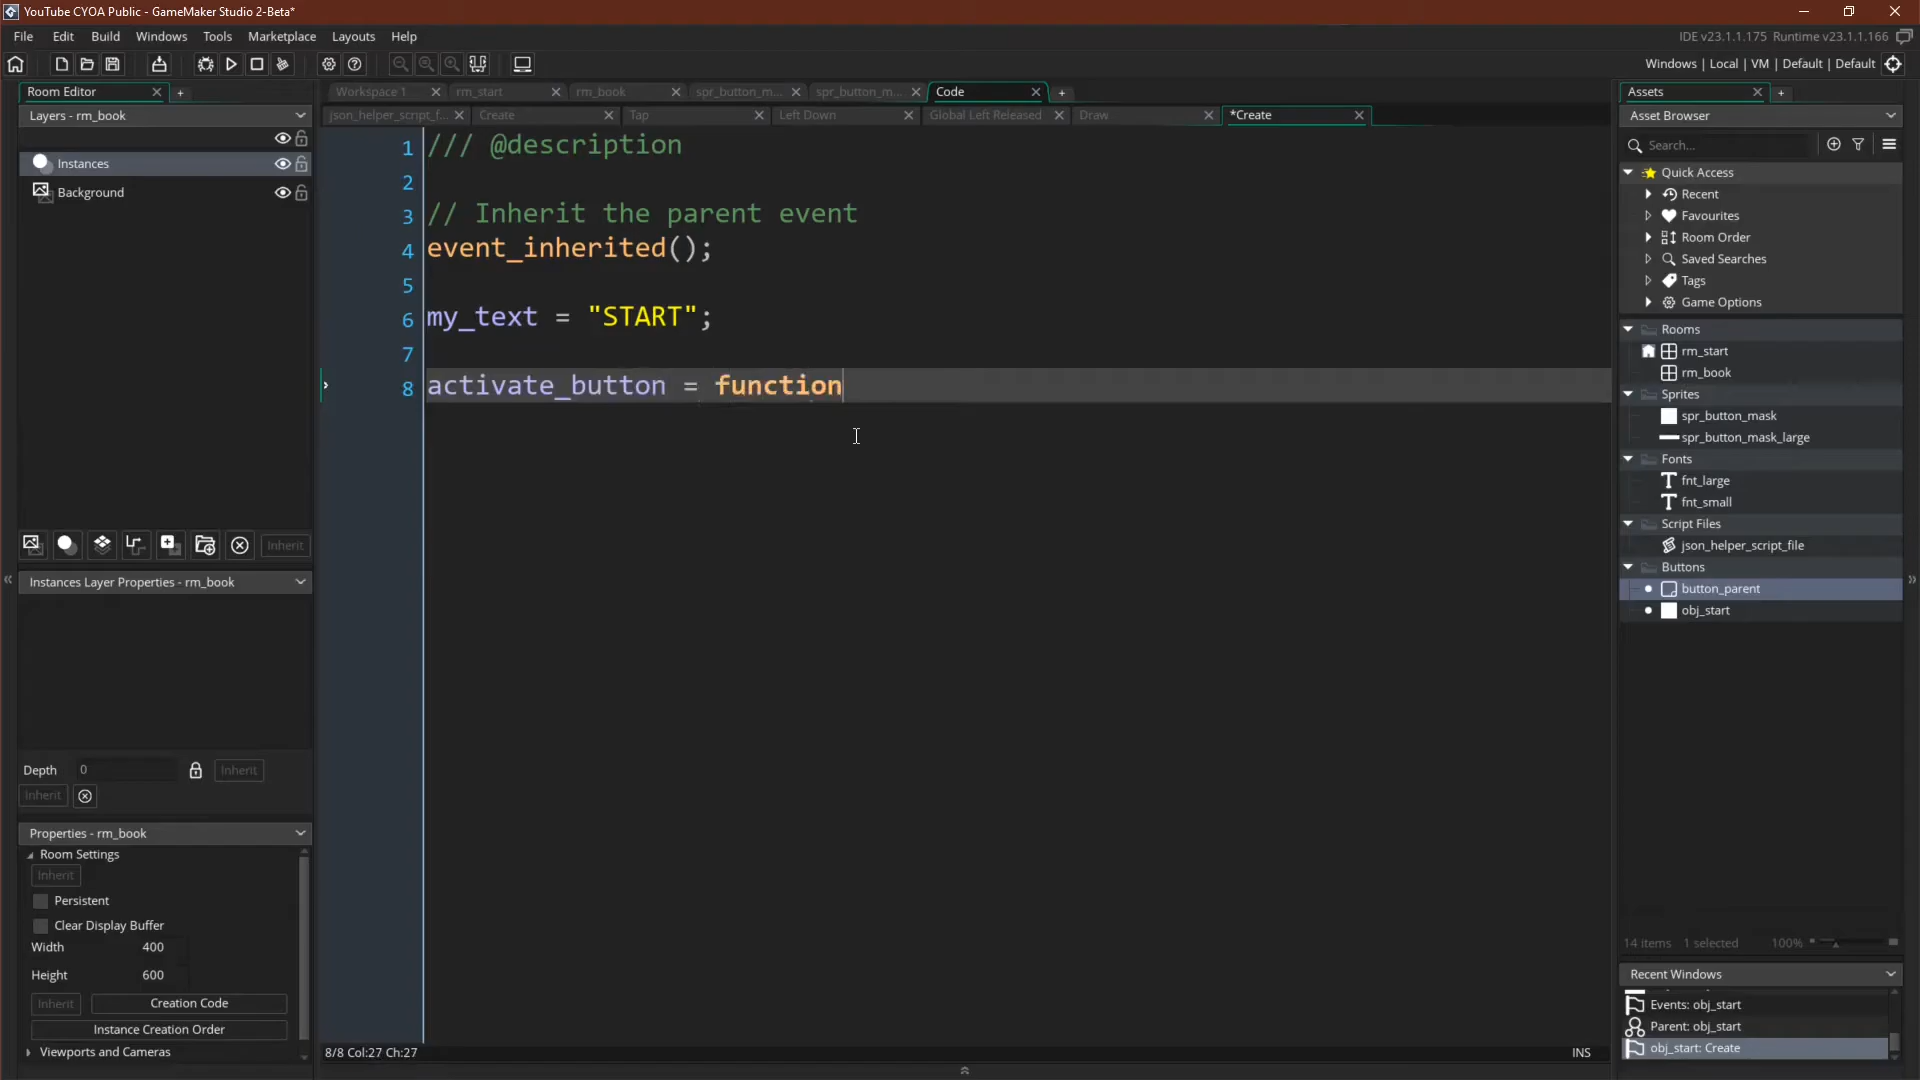 YouTube CYOA Public - GameMaker Studio 2-Beta*
File Edit Build Windows Tools Marketplace Layouts Help
IDE v23.1.1.175 Runtime v23.1.1.166
Windows | Local | VM | Default | Default
Room Editor
Layers - rm_book
Instances
Background
Inherit
Instances Layer Properties - rm_book
Depth 0 Inherit
Inherit
Properties - rm_book
Room Settings
Inherit
Persistent
Clear Display Buffer
Width 400
Height 600
Inherit Creation Code
Instance Creation Order
Viewports and Cameras
Workspace 1 rm_start rm_book spr_button_m... spr_button_m... Code
json_helper_script_f... Create Tap Left Down Global Left Released Draw *Create
1 /// @description
2
3 // Inherit the parent event
4 event_inherited();
5
6 my_text = "START";
7
8 activate_button = function
8/8 Col:27 Ch:27
INS
Assets
Asset Browser
Search...
Quick Access
Recent
Favourites
Room Order
Saved Searches
Tags
Game Options
Rooms
rm_start
rm_book
Sprites
spr_button_mask
spr_button_mask_large
Fonts
fnt_large
fnt_small
Script Files
json_helper_script_file
Buttons
button_parent
obj_start
14 items 1 selected 100%
Recent Windows
Events: obj_start
Parent: obj_start
obj_start: Create